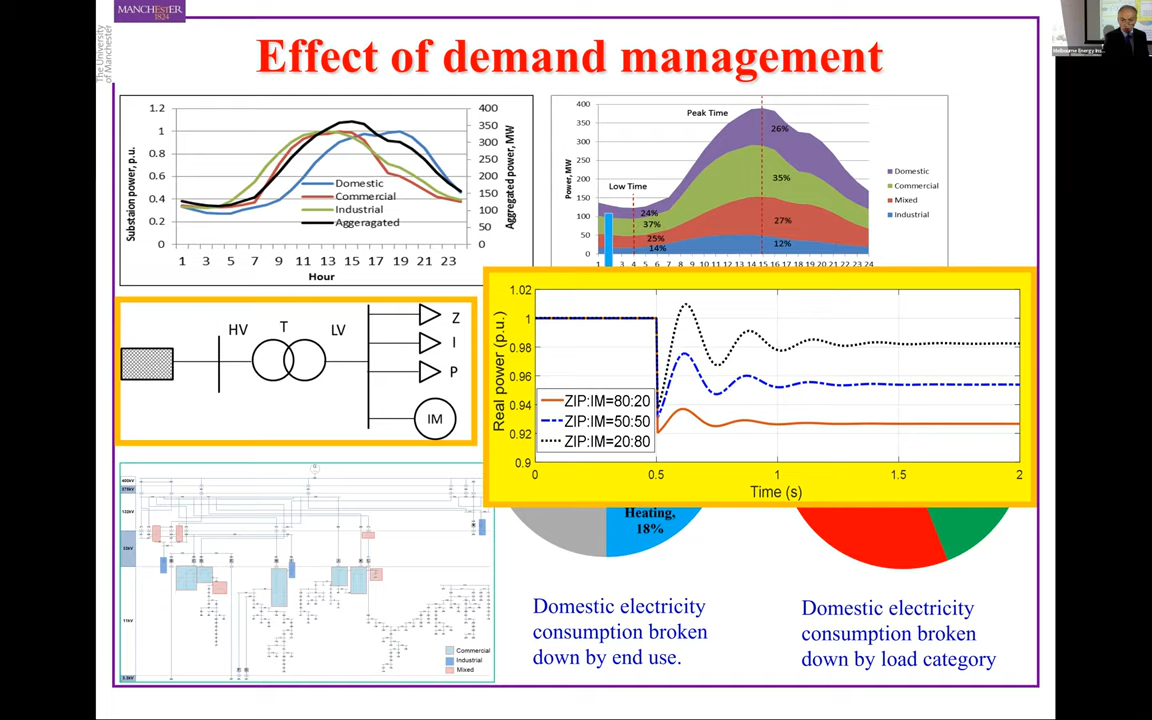 MANCHESTER
1824
The University
of Manchester
Effect of demand management
Melbourne Energy Ins
Substaion power, p.u.
1.2
1
0.8
0.6
0.4
0.2
0
400
350
300
250
200
150
100
50
0
Aggregated power, MW
Domestic
Commercial
Industrial
Aggeragated
1 3 5 7 9 11 13 15 17 19 21 23
Hour
Power, MW
400
350
300
250
200
150
100
50
0
Peak Time
Low Time
26%
35%
27%
12%
24%
37%
25%
14%
Domestic
Commercial
Mixed
Industrial
1 3 4 5 6 7 8 9 10 11 12 13 14 15 16 17 18 19 20 21 22 23 24
HV T LV
Z
I
P
IM
Real power (p.u.)
1.02
1
0.98
0.96
0.94
0.92
0.9
ZIP:IM=80:20
ZIP:IM=50:50
ZIP:IM=20:80
0 0.5 1 1.5 2
Time (s)
400kV
275kV
132kV
33kV
11kV
3.3kV
Commercial
Industrial
Mixed
Heating,
18%
Domestic electricity
consumption broken
down by end use.
Domestic electricity
consumption broken
down by load category